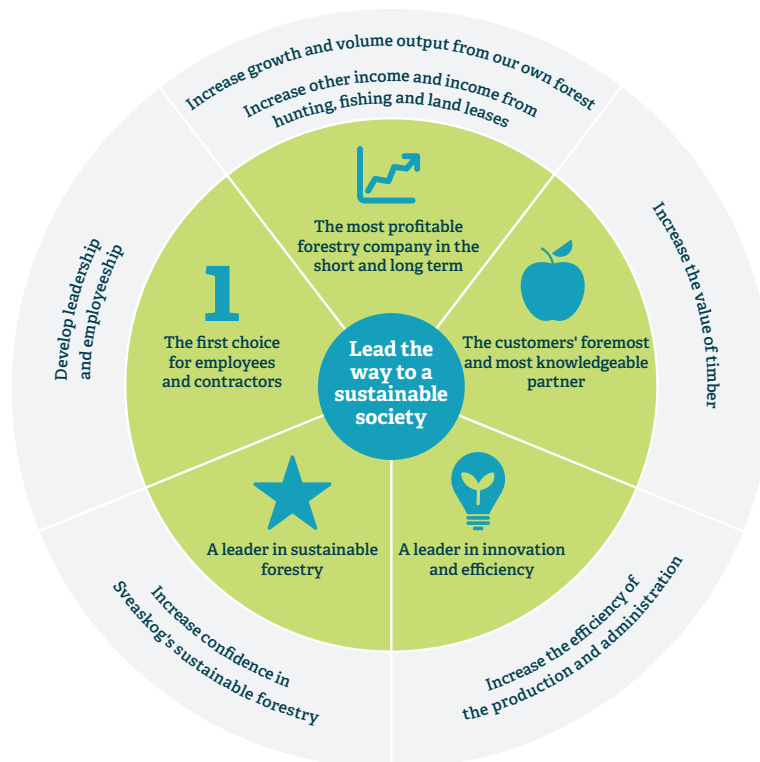 Increase growth and volume output from our own forest
Increase other income and income from
hunting, fishing and land leases
The most profitable
forestry company in the
short and long term
Increase the value of timber
The customers' foremost
and most knowledgeable
partner
Increase the efficiency of
the production and administration
A leader in innovation
and efficiency
Increase confidence in
Sveaskog's sustainable forestry
A leader in sustainable
forestry
Develop leadership
and employeeship
1
The first choice
for employees
and contractors
Lead the
way to a
sustainable
society